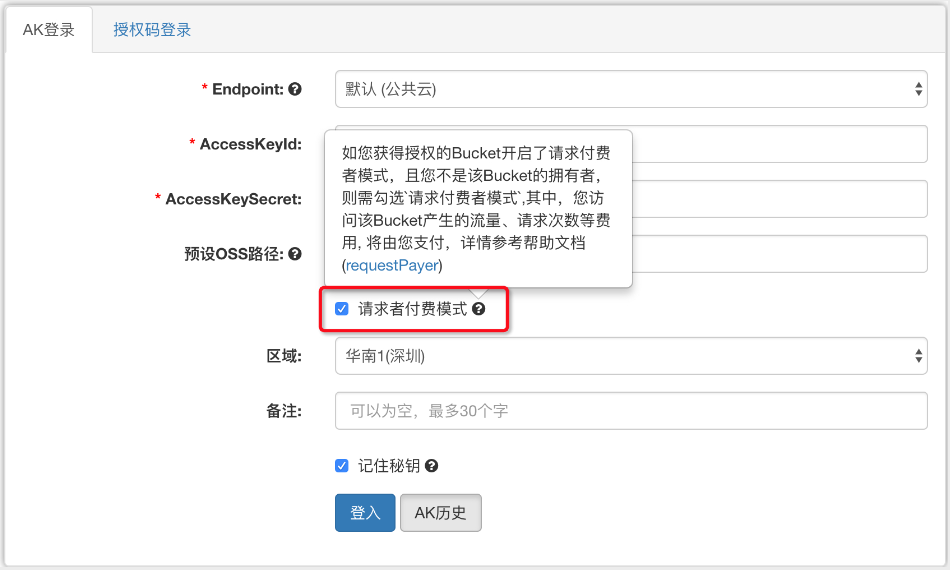 AK登录
授权码登录
* Endpoint:
默认 (公共云)
* AccessKeyId:
* AccessKeySecret:
预设OSS路径:
如您获得授权的Bucket开启了请求付费
者模式，且您不是该Bucket的拥有者，
则需勾选`请求付费者模式`,其中，您访
问该Bucket产生的流量、请求次数等费
用, 将由您支付，详情参考帮助文档
(requestPayer)
请求者付费模式
区域:
华南1(深圳)
备注:
可以为空，最多30个字
记住秘钥
登入
AK历史